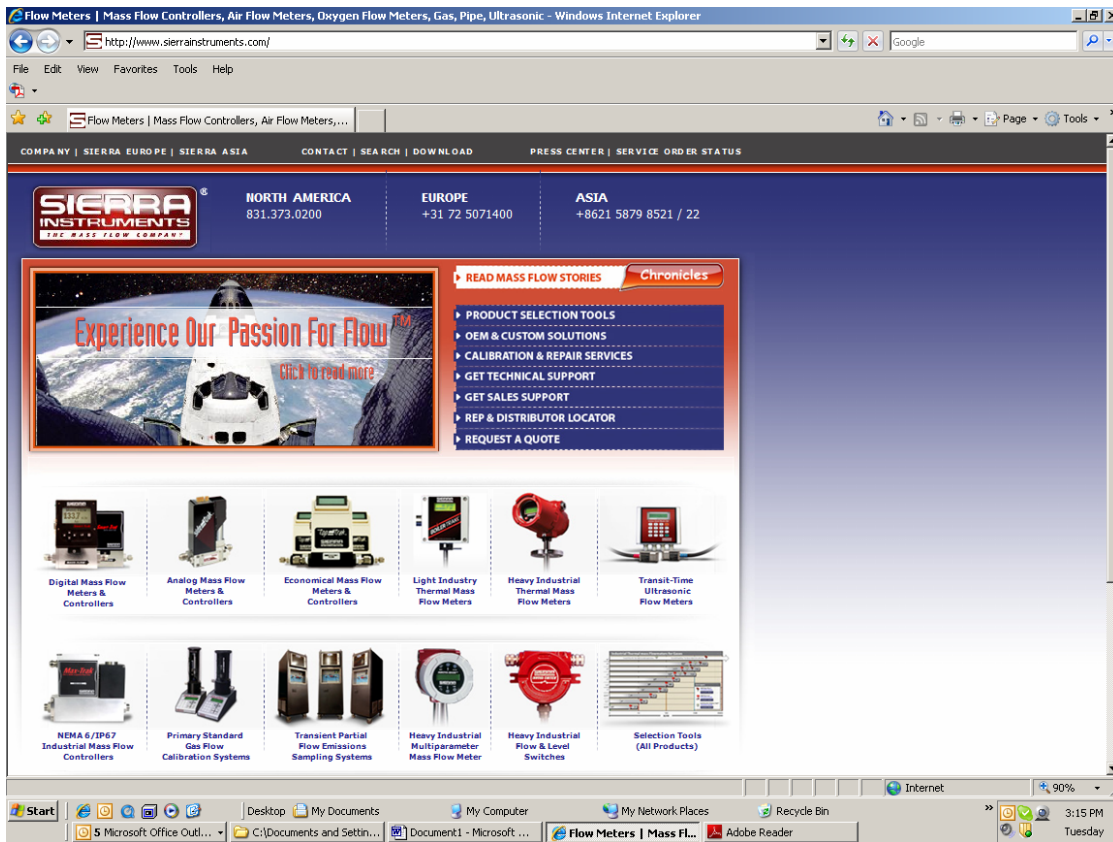 Flow Meters | Mass Flow Controllers, Air Flow Meters, Oxygen Flow Meters, Gas, Pipe, Ultrasonic - Windows Internet Explorer
http://www.sierrainstruments.com/
Google
File Edit View Favorites Tools Help
Flow Meters | Mass Flow Controllers, Air Flow Meters,...
Page Tools
COMPANY | SIERRA EUROPE | SIERRA ASIA CONTACT | SEARCH | DOWNLOAD PRESS CENTER | SERVICE ORDER STATUS
SIERRA ®
INSTRUMENTS
THE MASS FLOW COMPANY
NORTH AMERICA
831.373.0200
EUROPE
+31 72 5071400
ASIA
+8621 5879 8521 / 22
Experience Our Passion For Flow™
Click to read more
READ MASS FLOW STORIES Chronicles
PRODUCT SELECTION TOOLS
OEM & CUSTOM SOLUTIONS
CALIBRATION & REPAIR SERVICES
GET TECHNICAL SUPPORT
GET SALES SUPPORT
REP & DISTRIBUTOR LOCATOR
REQUEST A QUOTE
Digital Mass Flow
Meters &
Controllers
Analog Mass Flow
Meters &
Controllers
Economical Mass Flow
Meters &
Controllers
Light Industry
Thermal Mass
Flow Meters
Heavy Industrial
Thermal Mass
Flow Meters
Transit-Time
Ultrasonic
Flow Meters
Max-Trak
NEMA 6/IP67
Industrial Mass Flow
Controllers
Primary Standard
Gas Flow
Calibration Systems
Transient Partial
Flow Emissions
Sampling Systems
Heavy Industrial
Multiparameter
Mass Flow Meter
Heavy Industrial
Flow & Level
Switches
Selection Tools
(All Products)
Internet 90%
Start Desktop My Documents My Computer My Network Places Recycle Bin » 3:15 PM
5 Microsoft Office Outl... C:\Documents and Settin... Document1 - Microsoft ... Flow Meters | Mass Fl... Adobe Reader Tuesday